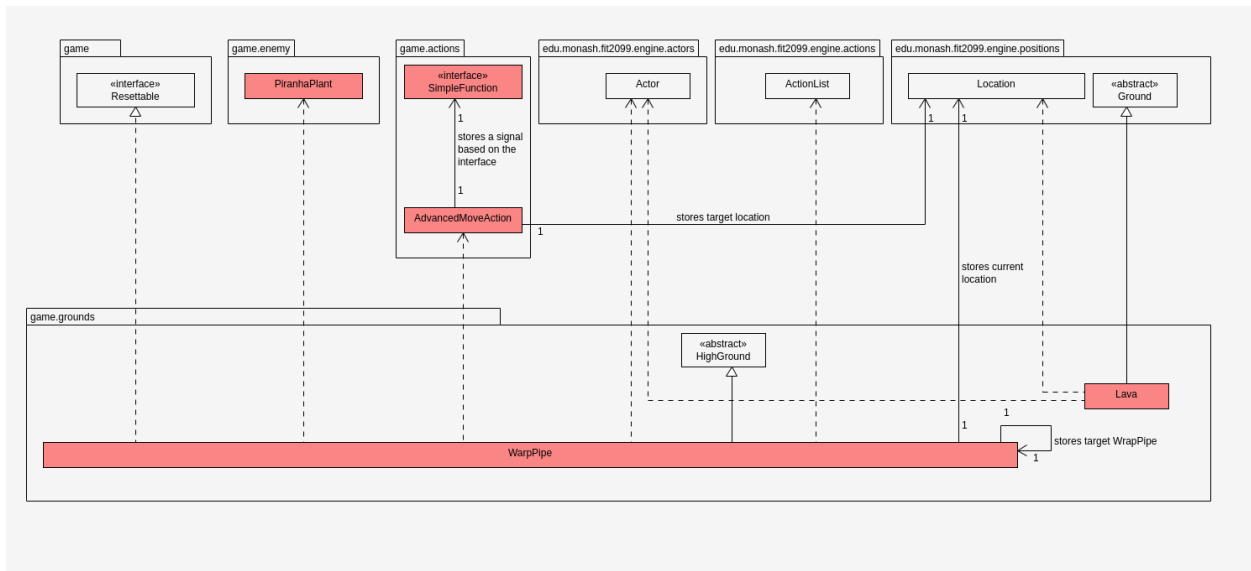 game
game.enemy
game.actions
edu.monash.fit2099.engine.actors
edu.monash.fit2099.engine.actions
edu.monash.fit2099.engine.positions
«interface»
Resettable
PiranhaPlant
«interface»
SimpleFunction
Actor
ActionList
Location
«abstract»
Ground
1
1
1
stores a signal
based on the
interface
1
AdvancedMoveAction
stores target location
1
stores current
location
game.grounds
«abstract»
HighGround
Lava
1
1
stores target WrapPipe
WarpPipe
1